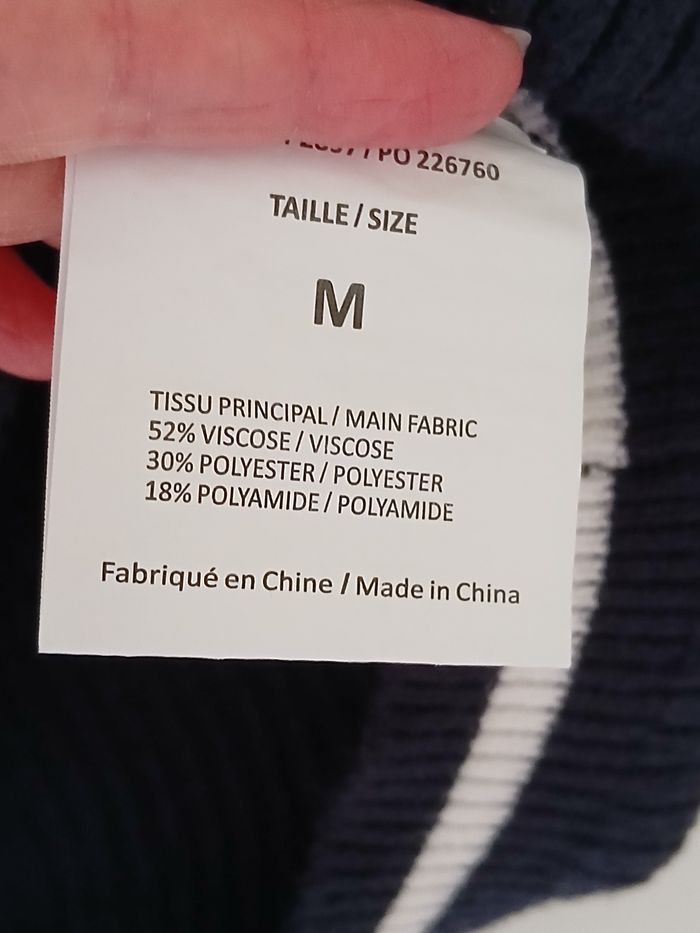 PO 226760
TAILLE / SIZE
M
TISSU PRINCIPAL / MAIN FABRIC
52% VISCOSE / VISCOSE
30% POLYESTER / POLYESTER
18% POLYAMIDE / POLYAMIDE
Fabriqué en Chine / Made in China